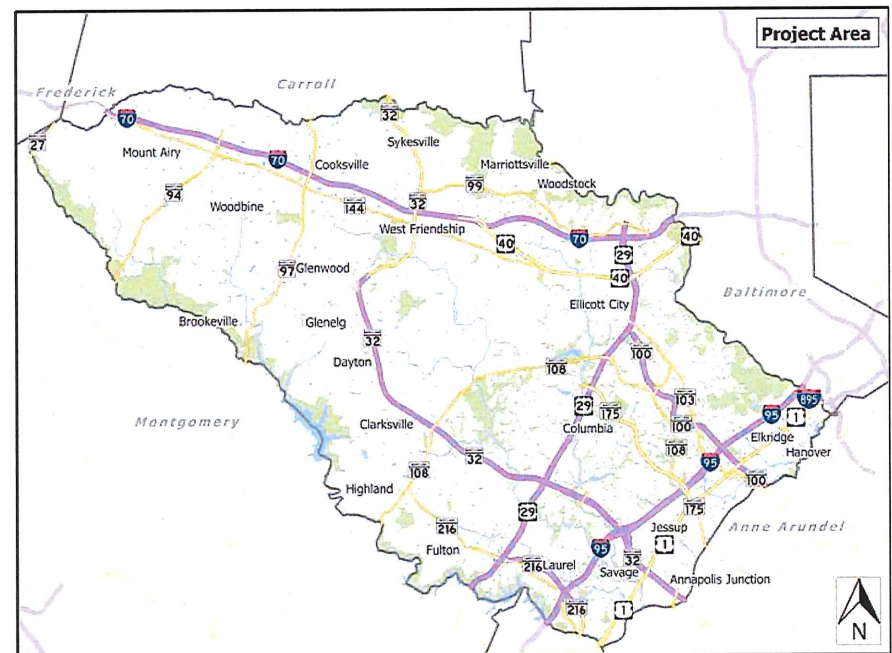 Project Area
Carroll
Frederick
70
32
27
Mount Airy
Sykesville
70
Cooksville
Marriottsville
99
Woodstock
94
Woodbine
144
32
West Friendship
40
70
29
40
97
Glenwood
40
Ellicott City
Baltimore
Brookeville
Glenelg
32
Dayton
108
100
29
175
103
895
95
1
Montgomery
Clarksville
Columbia
100
Elkridge
108
Hanover
32
95
108
100
Highland
29
175
216
Jessup
Anne Arundel
Fulton
95
1
216
Laurel
32
Savage
Annapolis Junction
216
1
N